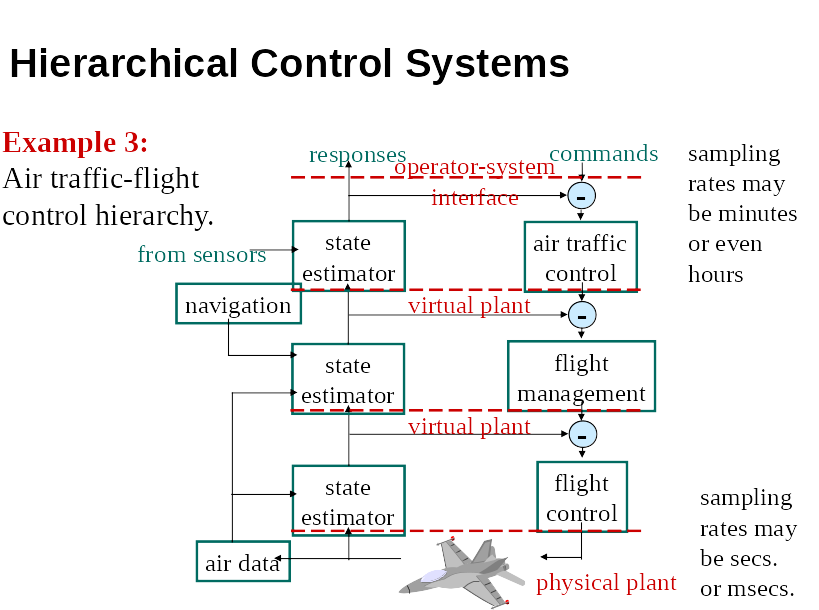 Hierarchical Control Systems
Example 3:
Air traffic-flight
control hierarchy.
responses
operator-system
interface
commands
sampling
rates may
be minutes
or even
hours
from sensors
state
estimator
air traffic
control
-
navigation
virtual plant
-
state
estimator
flight
management
virtual plant
-
state
estimator
flight
control
air data
physical plant
sampling
rates may
be secs.
or msecs.